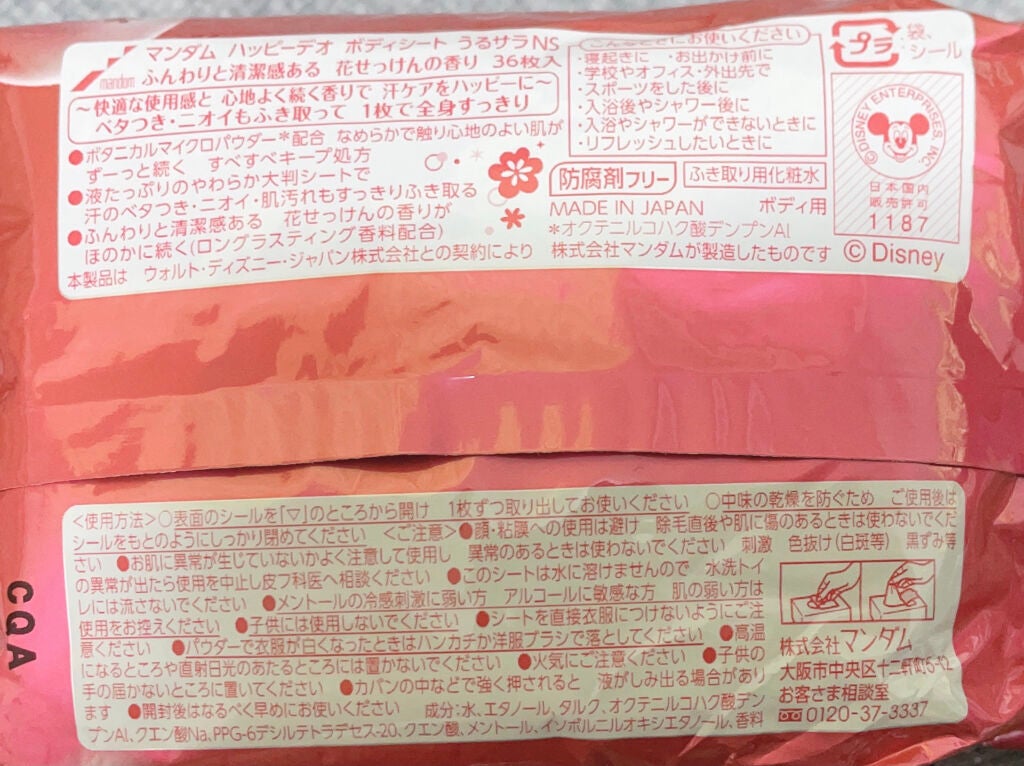 mandom
マンダム ハッピーデオ ボディシート うるサラNS
ふんわりと清潔感ある 花せっけんの香り 36枚入
〜快適な使用感と 心地よく続く香りで 汗ケアをハッピーに〜
ベタつき・ニオイもふき取って 1枚で全身すっきり
●ボタニカルマイクロパウダー*配合 なめらかで触り心地のよい肌が
ずーっと続く すべすべキープ処方
●液たっぷりのやわらか大判シートで
汗のベタつき・ニオイ・肌汚れもすっきりふき取る
●ふんわりと清潔感ある 花せっけんの香りが
ほのかに続く(ロングラスティング香料配合)
こんなときにお使いください
・寝起きに ・お出かけ前に
・学校やオフィス・外出先で
・スポーツをした後に
・入浴後やシャワー後に
・入浴やシャワーができないときに
・リフレッシュしたいときに
防腐剤フリー ふき取り用化粧水
MADE IN JAPAN ボディ用
*オクテニルコハク酸デンプンAl
本製品は ウォルト・ディズニー・ジャパン株式会社との契約により 株式会社マンダムが製造したものです
プラ 袋、
シール
©DISNEY ENTERPRISES, INC.
日本国内
販売許可
1187
©Disney
<使用方法>○表面のシールを「マ」のところから開け 1枚ずつ取り出してお使いください ○中味の乾燥を防ぐため ご使用後は
シールをもとのようにしっかり閉めてください <ご注意>●顔・粘膜への使用は避け 除毛直後や肌に傷のあるときは使わないでくだ
さい ●お肌に異常が生じていないかよく注意して使用し 異常のあるときは使わないでください 刺激 色抜け(白斑等) 黒ずみ等
の異常が出たら使用を中止し皮フ科医へ相談ください ●このシートは水に溶けませんので 水洗トイ
レには流さないでください ●メントールの冷感刺激に弱い方 アルコールに敏感な方 肌の弱い方は
使用をお控えください ●子供には使用しないでください ●シートを直接衣服につけないようにご注
意ください ●パウダーで衣服が白くなったときはハンカチか洋服ブラシで落としてください ●高温
になるところや直射日光のあたるところには置かないでください ●火気にご注意ください ●子供の
手の届かないところに置いてください ●カバンの中などで強く押されると 液がしみ出る場合があり
ます ●開封後はなるべく早めにお使いください 成分:水、エタノール、タルク、オクテニルコハク酸デン
プンAl、クエン酸Na、PPG-6デシルテトラデセス-20、クエン酸、メントール、イソボルニルオキシエタノール、香料
株式会社マンダム
大阪市中央区十二軒町5-12
お客さま相談室
0120-37-3337
CQA